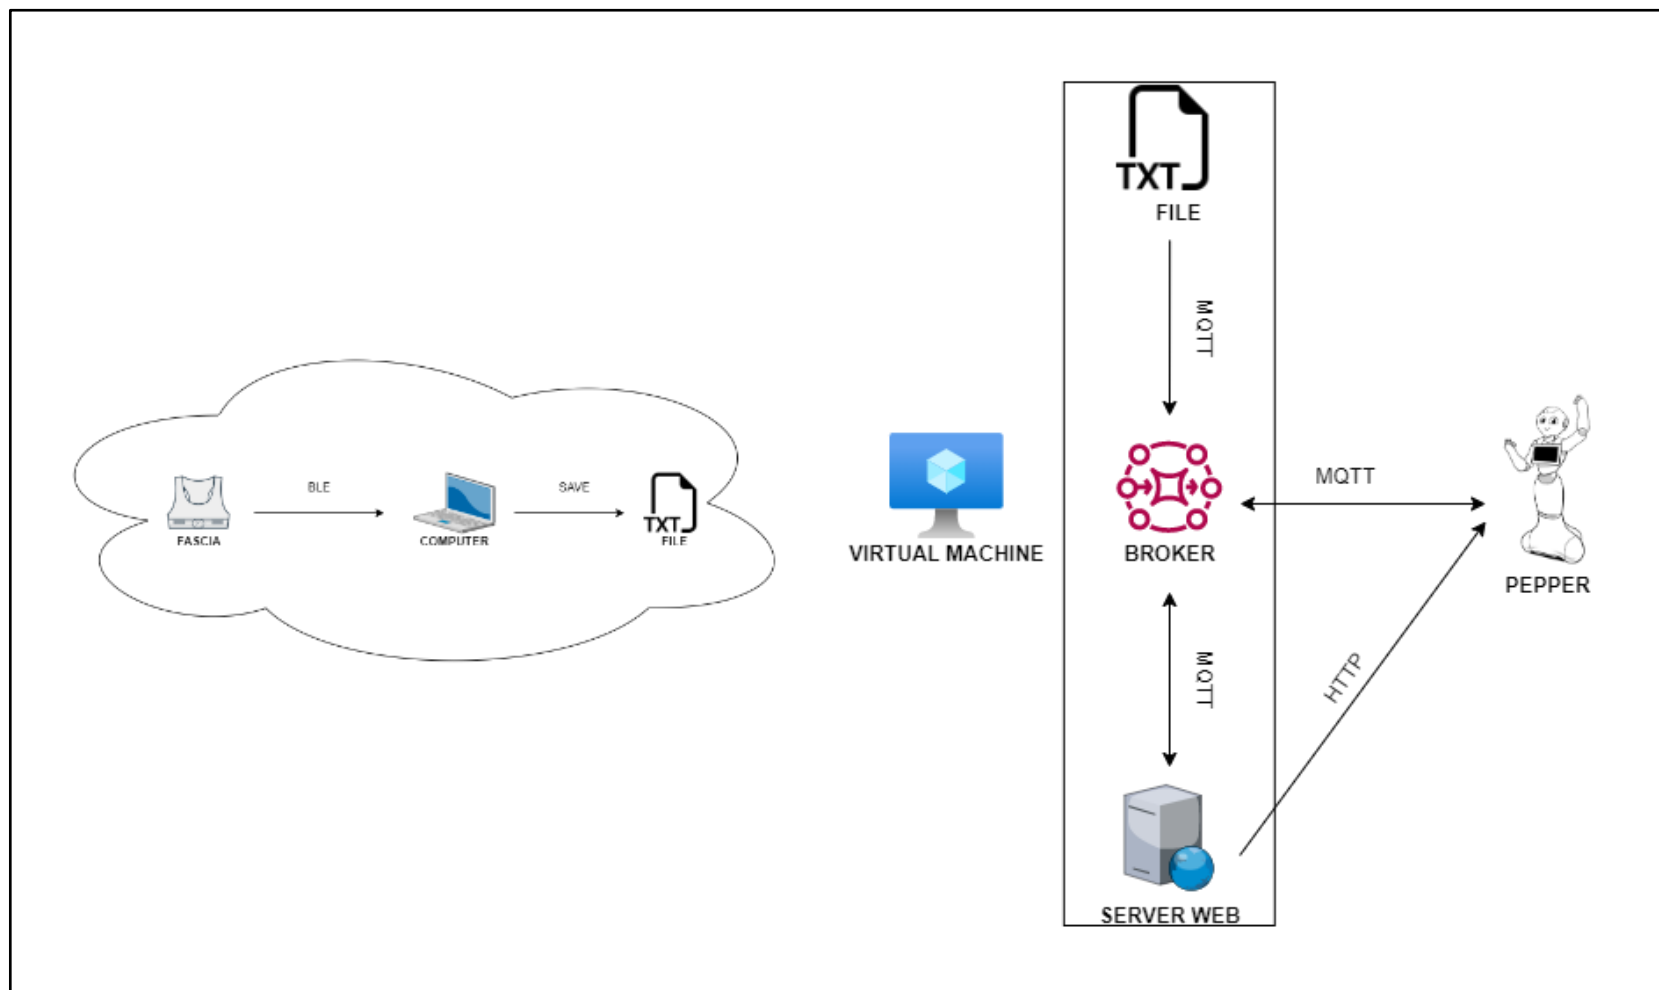 TXT
FILE
MQTT
BLE
SAVE
TXT
FASCIA
COMPUTER
FILE
VIRTUAL MACHINE
BROKER
MQTT
PEPPER
MQTT
HTTP
SERVER WEB